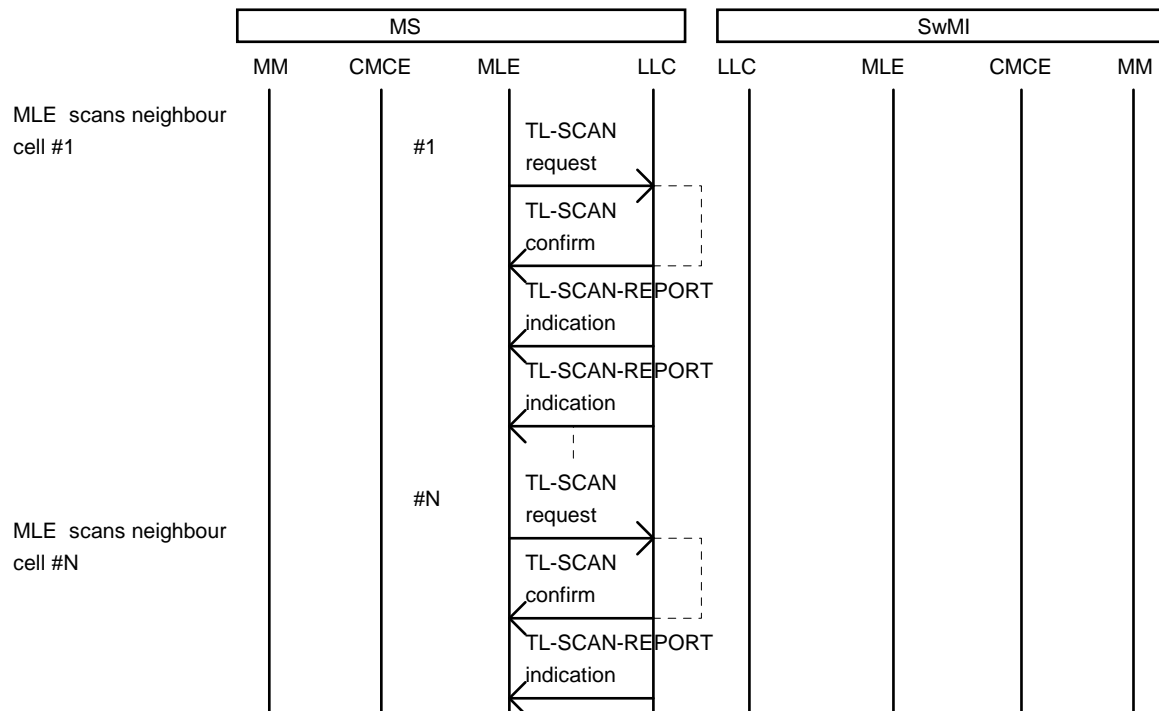 MS SwMI
MM CMCE MLE LLC LLC MLE CMCE MM
MLE scans neighbour
cell #1
#1
TL-SCAN
request
TL-SCAN
confirm
TL-SCAN-REPORT
indication
TL-SCAN-REPORT
indication
#N
TL-SCAN
request
MLE scans neighbour
cell #N
TL-SCAN
confirm
TL-SCAN-REPORT
indication